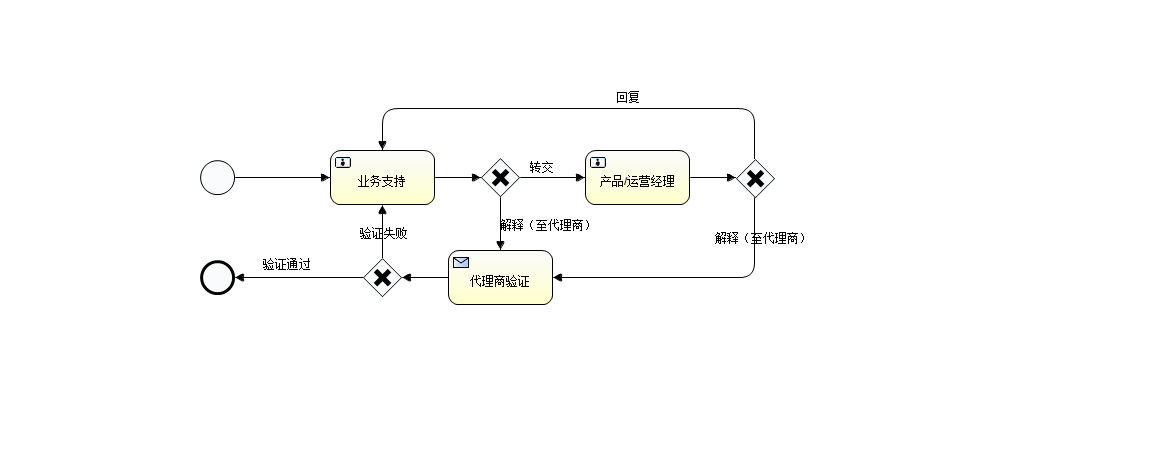 回复
转交
业务支持
产品/运营经理
解释（至代理商）
验证失败
解释（至代理商）
验证通过
代理商验证